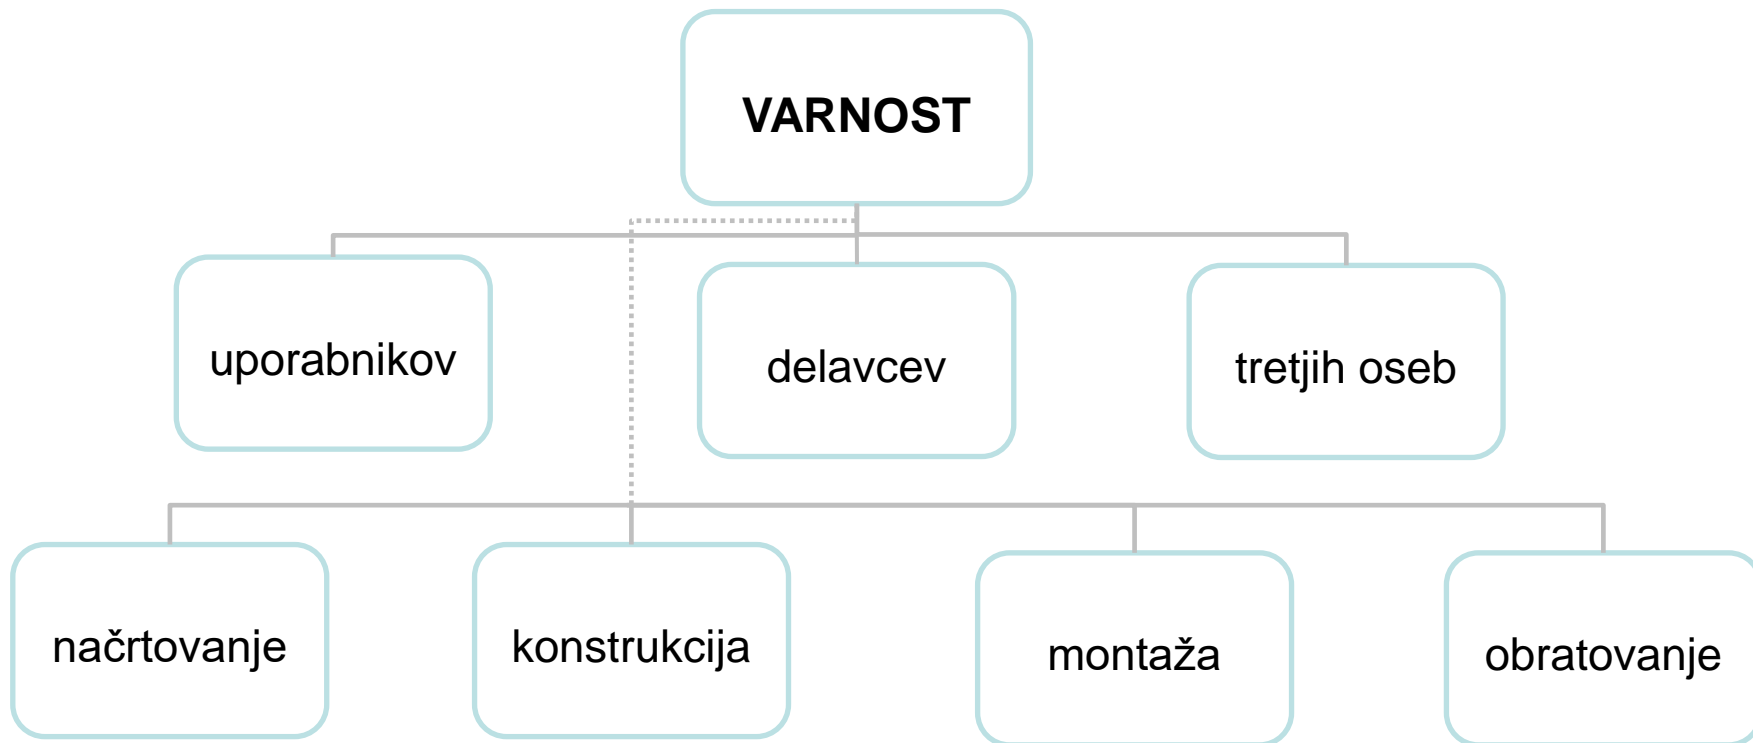 VARNOST
uporabnikov
delavcev
tretjih oseb
načrtovanje
konstrukcija
montaža
obratovanje